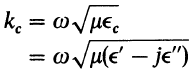 k_c = ω√με_c
= ω√μ(ε′ − jε″)